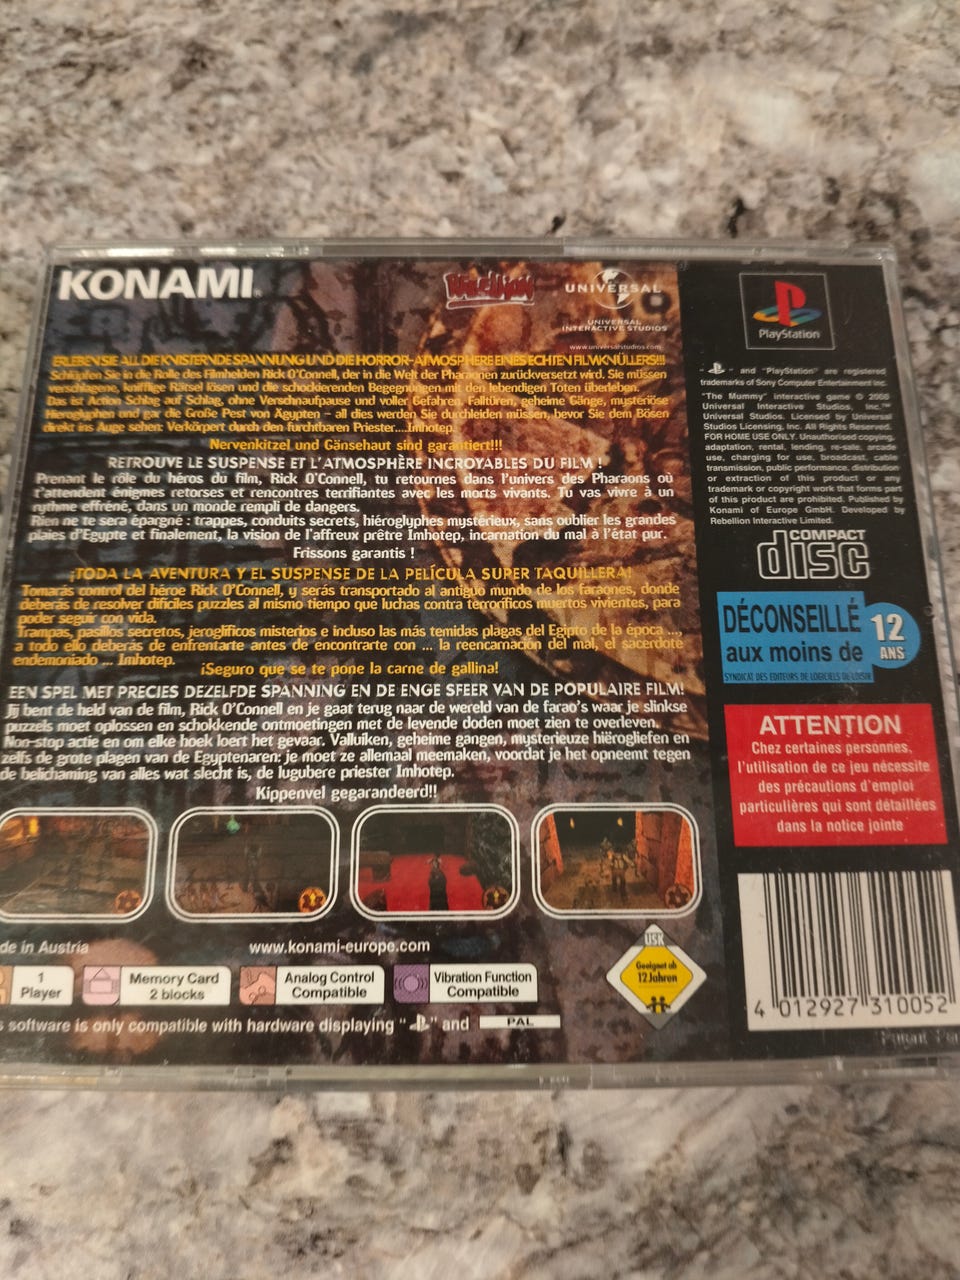 KONAMI
Rebellion
UNIVERSAL
UNIVERSAL
INTERACTIVE STUDIOS
www.universalstudios.com
ERLEBEN SIE ALL DIE KNISTERNDE SPANNUNG UND DIE HORROR-ATMOSPHERE EINES ECHTEN FILMKNÜLLERS!!!
Schlüpfen Sie in die Rolle des Filmhelden Rick O'Connell, der in die Welt der Pharaonen zurückversetzt wird. Sie müssen
verschlagene, knifflige Rätsel lösen und die schockierenden Begegnungen mit den lebendigen Toten überleben.
Das ist Action Schlag auf Schlag, ohne Verschnaufpause und voller Gefahren. Falltüren, geheime Gänge, mysteriöse
Hieroglyphen und gar die Große Pest von Ägypten – all dies werden Sie durchleiden müssen, bevor Sie dem Bösen
direkt ins Auge sehen: Verkörpert durch den furchtbaren Priester....Imhotep.
Nervenkitzel und Gänsehaut sind garantiert!!!
RETROUVE LE SUSPENSE ET L'ATMOSPHÈRE INCROYABLES DU FILM !
Prenant le rôle du héros du film, Rick O'Connell, tu retournes dans l'univers des Pharaons où
t'attendent énigmes retorses et rencontres terrifiantes avec les morts vivants. Tu vas vivre à un
rythme effréné, dans un monde rempli de dangers.
Rien ne te sera épargné : trappes, conduits secrets, hiéroglyphes mystérieux, sans oublier les grandes
plaies d'Egypte et finalement, la vision de l'affreux prêtre Imhotep, incarnation du mal à l'état pur.
Frissons garantis !
¡TODA LA AVENTURA Y EL SUSPENSE DE LA PELÍCULA SUPER TAQUILLERA!
Tomarás control del héroe Rick O'Connell, y serás transportado al antiguo mundo de los faraones, donde
deberás de resolver difíciles puzzles al mismo tiempo que luchas contra terroríficos muertos vivientes, para
poder seguir con vida.
Trampas, pasillos secretos, jeroglíficos misterios e incluso las más temidas plagas del Egipto de la época ...,
a todo ello deberás de enfrentarte antes de encontrarte con ... la reencarnación del mal, el sacerdote
endemoniado ... Imhotep.
¡Seguro que se te pone la carne de gallina!
EEN SPEL MET PRECIES DEZELFDE SPANNING EN DE ENGE SFEER VAN DE POPULAIRE FILM!
Jij bent de held van de film, Rick O'Connell en je gaat terug naar de wereld van de farao's waar je slinkse
puzzels moet oplossen en schokkende ontmoetingen met de levende doden moet zien te overleven.
Non-stop actie en om elke hoek loert het gevaar. Valluiken, geheime gangen, mysterieuze hiërogliefen en
zelfs de grote plagen van de Egyptenaren: je moet ze allemaal meemaken, voordat je het opneemt tegen
de belichaming van alles wat slecht is, de lugubere priester Imhotep.
Kippenvel gegarandeerd!!
de in Austria
www.konami-europe.com
1
Player
Memory Card
2 blocks
Analog Control
Compatible
Vibration Function
Compatible
s software is only compatible with hardware displaying " " and PAL
USK
Geeignet ab
12 Jahren
PlayStation
" " and "PlayStation" are registered
trademarks of Sony Computer Entertainment Inc.
"The Mummy" interactive game © 2000
Universal Interactive Studios, Inc.™
Universal Studios. Licensed by Universal
Studios Licensing, Inc. All Rights Reserved.
FOR HOME USE ONLY. Unauthorised copying,
adaptation, rental, lending, re-sale, arcade
use, charging for use, broadcast, cable
transmission, public performance, distribution
or extraction of this product or any
trademark or copyright work that forms part
of this product are prohibited. Published by
Konami of Europe GmbH. Developed by
Rebellion Interactive Limited.
COMPACT
disc
DÉCONSEILLÉ
aux moins de
12
ANS
SYNDICAT DES EDITEURS DE LOGICIELS DE LOISIR
ATTENTION
Chez certaines personnes,
l'utilisation de ce jeu nécessite
des précautions d'emploi
particulières qui sont détaillées
dans la notice jointe
4 012927 310052